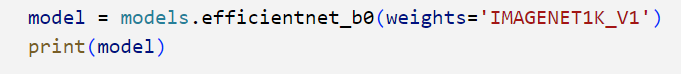 model = models.efficientnet_b0(weights='IMAGENET1K_V1')
print(model)